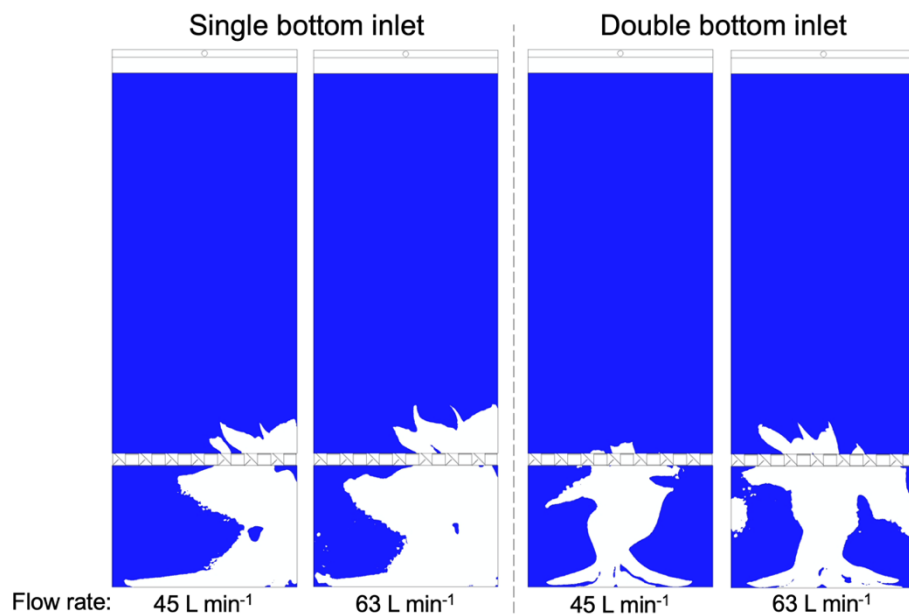 Single bottom inlet
Double bottom inlet
Flow rate: 45 L min⁻¹ 63 L min⁻¹ 45 L min⁻¹ 63 L min⁻¹